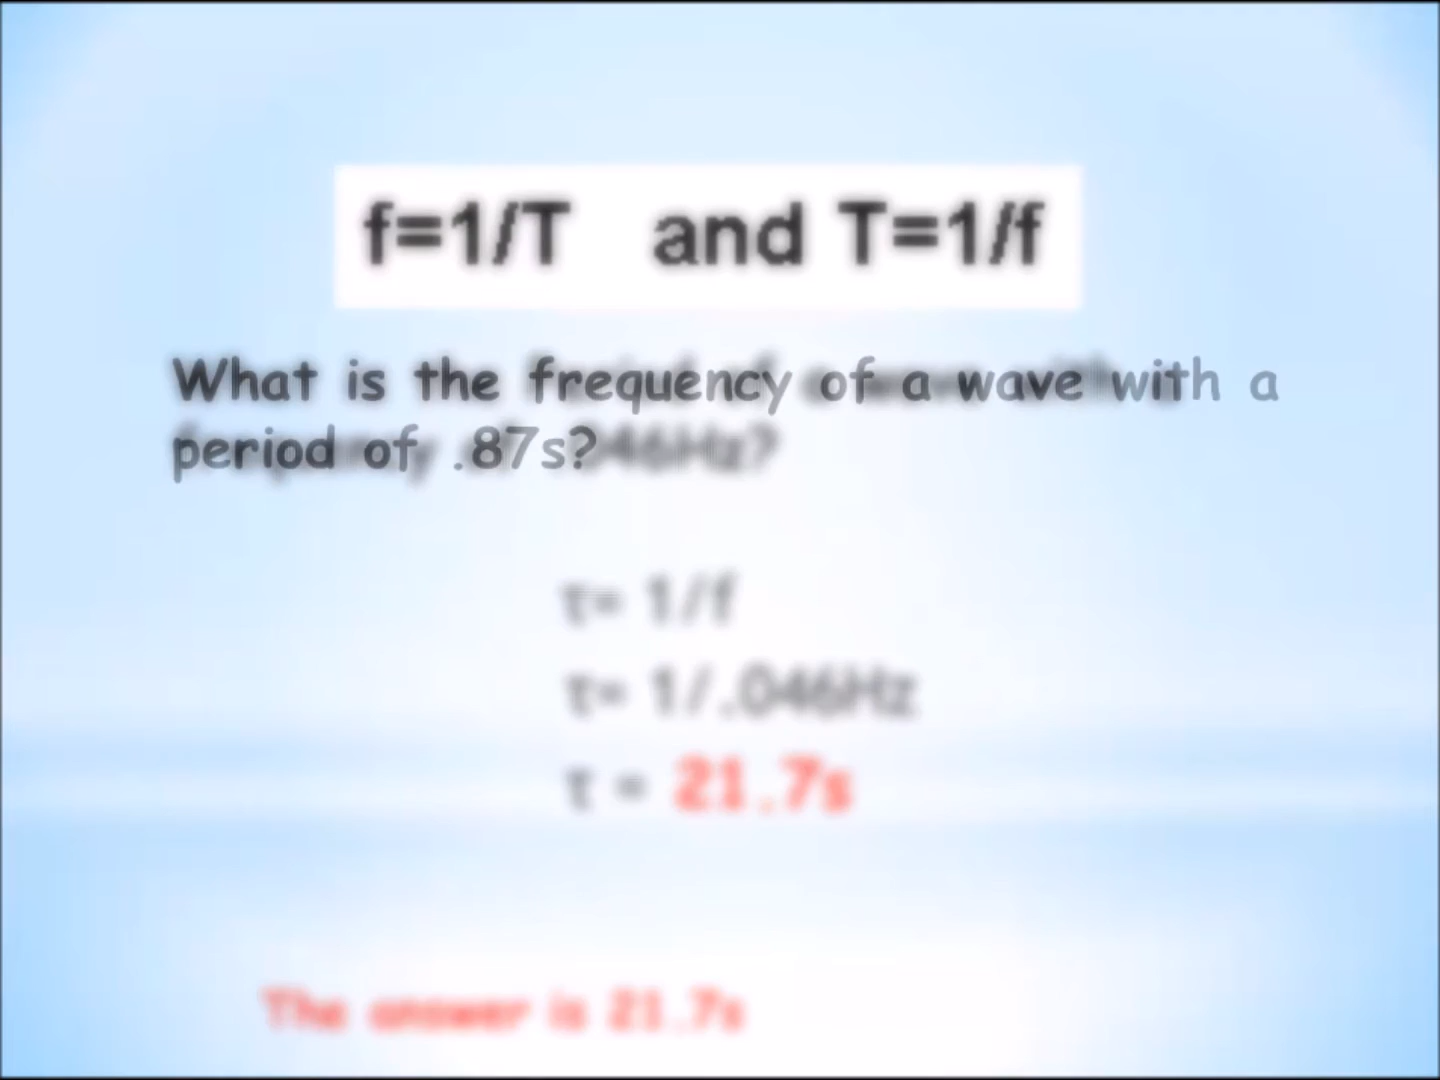 f=1/T and T=1/f
What is the frequency of a wave with a
period of .87s?
τ= 1/f
τ= 1/.046Hz
τ = 21.7s
The answer is 21.7s